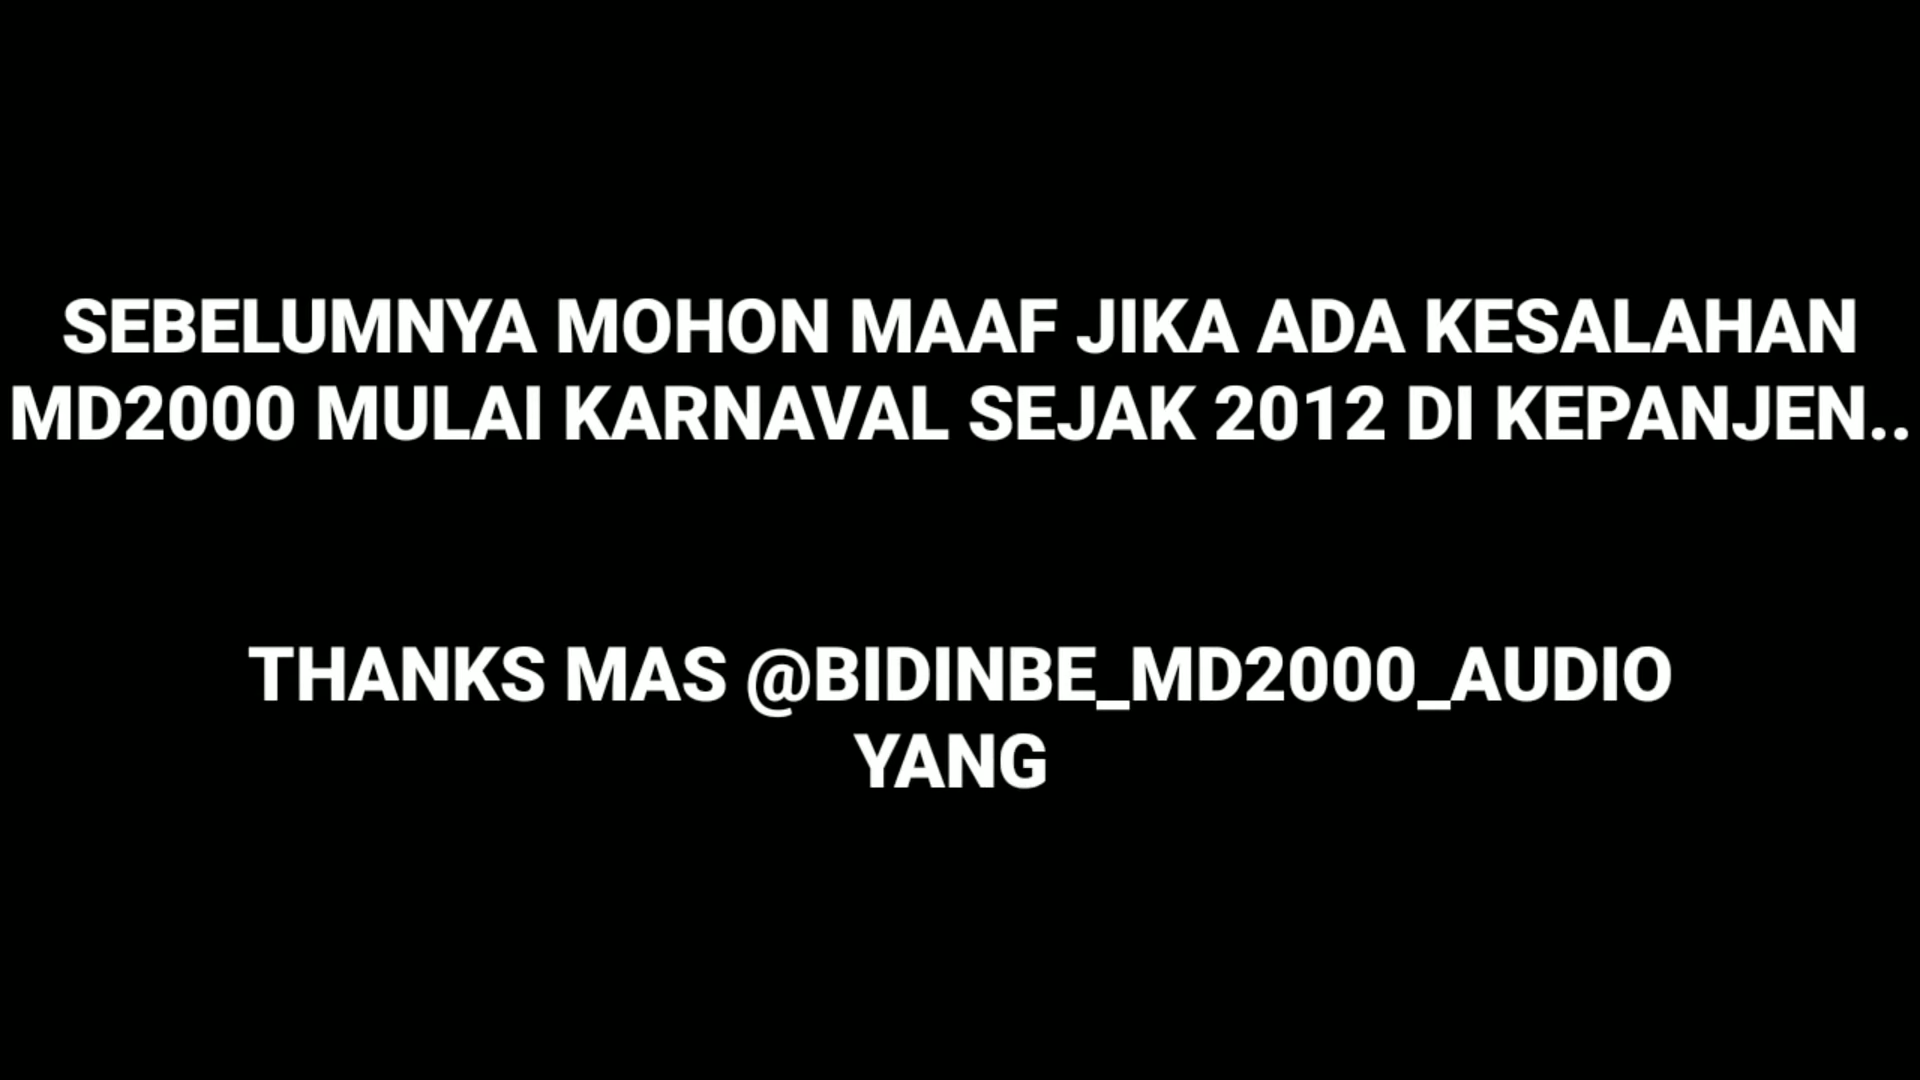 SEBELUMNYA MOHON MAAF JIKA ADA KESALAHAN
MD2000 MULAI KARNAVAL SEJAK 2012 DI KEPANJEN..
THANKS MAS @BIDINBE_MD2000_AUDIO
YANG